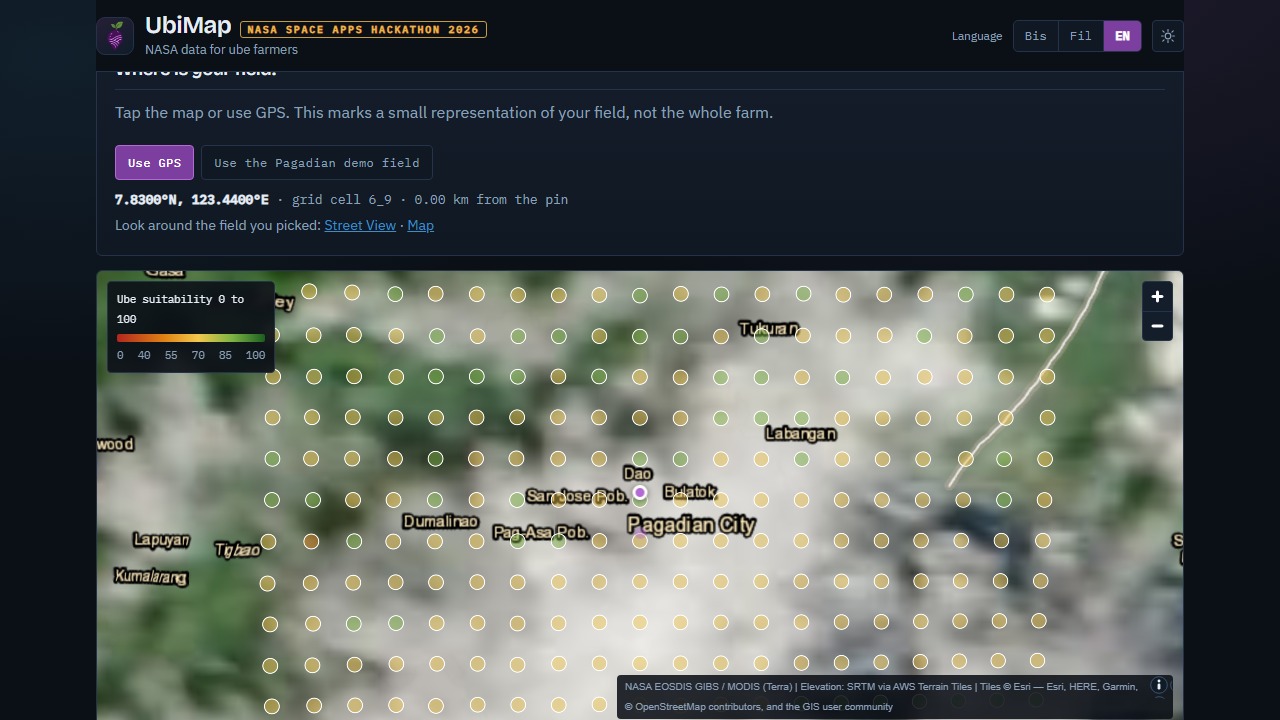 UbiMap NASA SPACE APPS HACKATHON 2026
NASA data for ube farmers
Language Bis Fil EN
Where is your field?
Tap the map or use GPS. This marks a small representation of your field, not the whole farm.
Use GPS Use the Pagadian demo field
7.8300°N, 123.4400°E · grid cell 6_9 · 0.00 km from the pin
Look around the field you picked: Street View · Map
Ube suitability 0 to
100
0 40 55 70 85 100
ey
+
−
Tukuran
wood
Labangan
Dao
San Jose Pob. Bulatok
Dumalinao Pag-Asa Pob. Pagadian City
Lapuyan Tigbao
Kumalarang
NASA EOSDIS GIBS / MODIS (Terra) | Elevation: SRTM via AWS Terrain Tiles | Tiles © Esri — Esri, HERE, Garmin,
© OpenStreetMap contributors, and the GIS user community